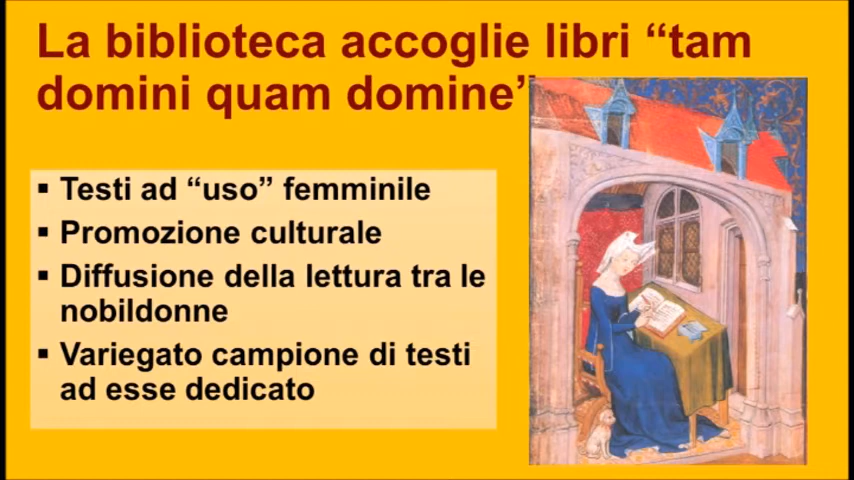 La biblioteca accoglie libri “tam
domini quam domine”
▪ Testi ad “uso” femminile
▪ Promozione culturale
▪ Diffusione della lettura tra le
nobildonne
▪ Variegato campione di testi
ad esse dedicato